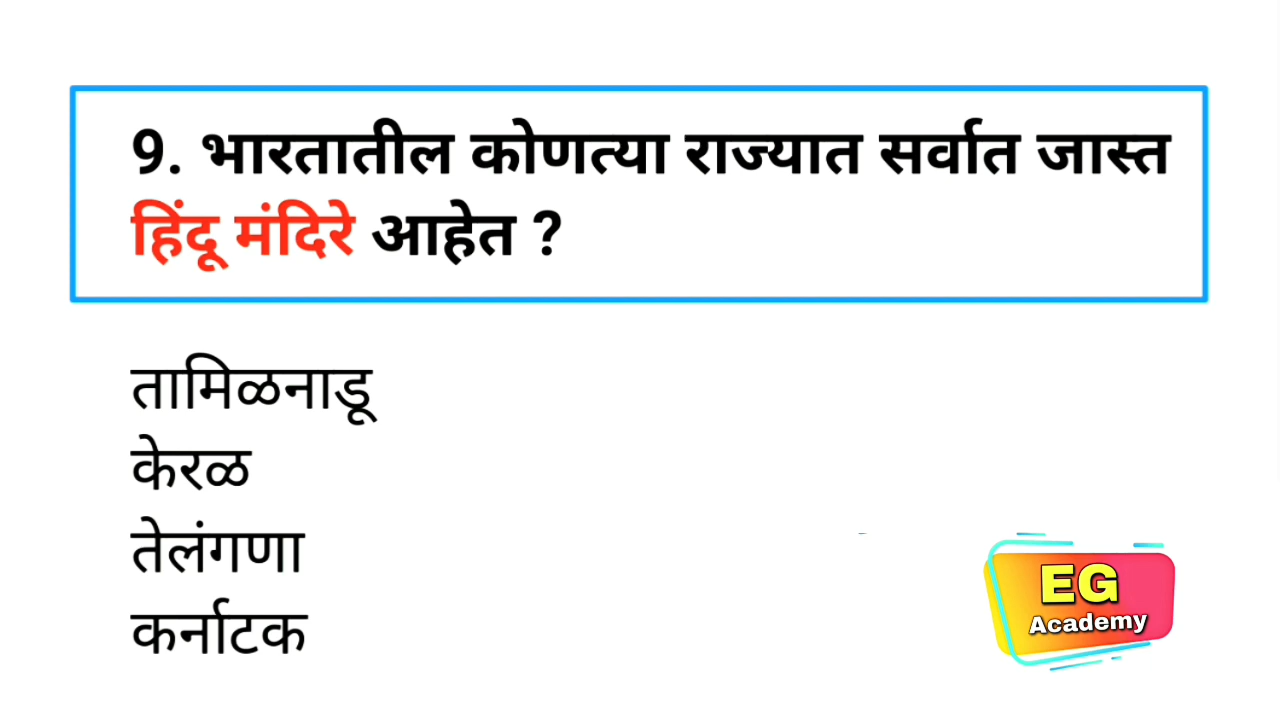 9. भारतातील कोणत्या राज्यात सर्वात जास्त
हिंदू मंदिरे आहेत ?
तामिळनाडू
केरळ
तेलंगणा
कर्नाटक
EG
Academy